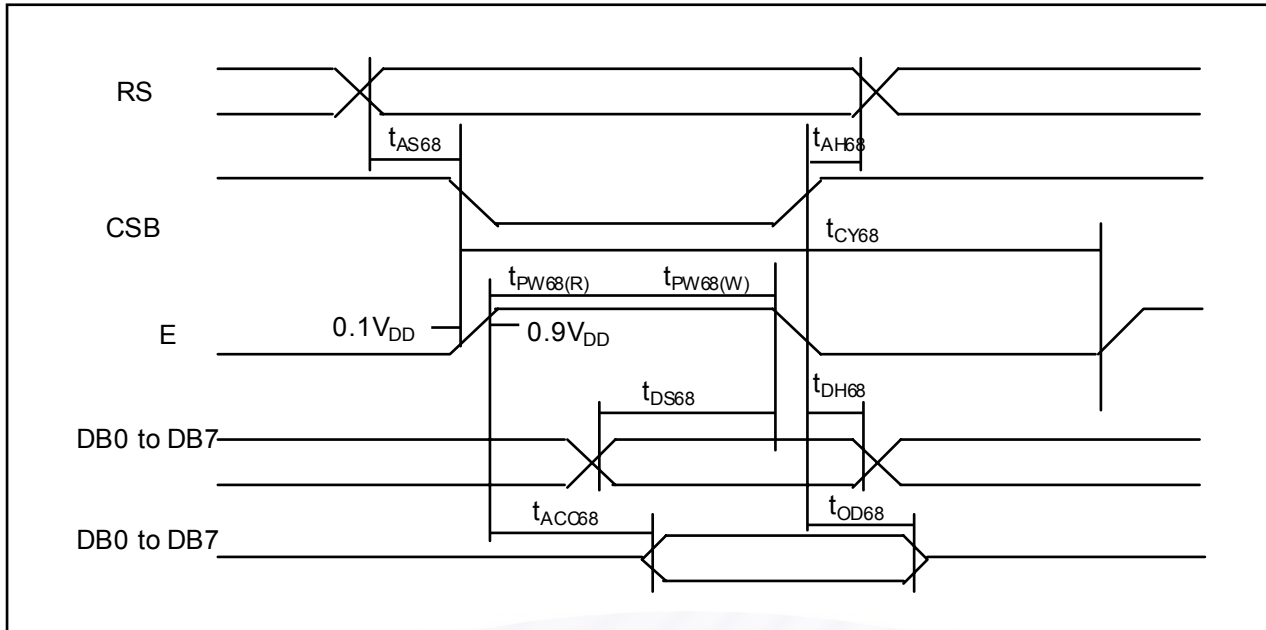 RS
tAS68
tAH68
CSB
tCY68
tPW68(R)
tPW68(W)
E
0.1VDD
0.9VDD
tDS68
tDH68
DB0 to DB7
tACC68
tOD68
DB0 to DB7